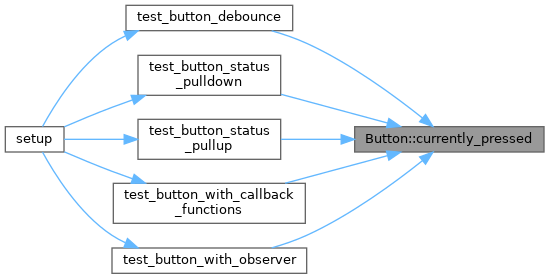 test_button_debounce
test_button_status
_pulldown
setup
test_button_status
_pullup
Button::currently_pressed
test_button_with_callback
_functions
test_button_with_observer